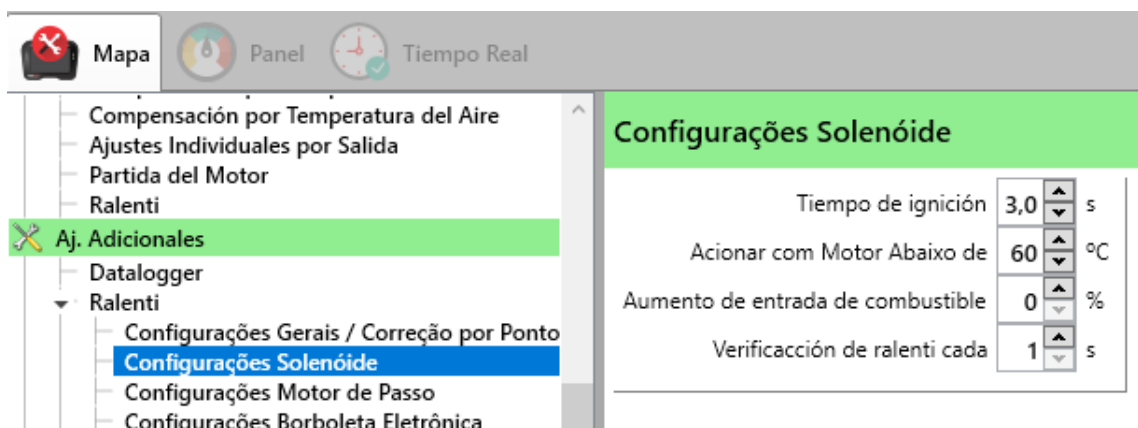 Mapa
Panel
Tiempo Real
Compensación por Temperatura del Aire
Ajustes Individuales por Salida
Partida del Motor
Ralenti
Aj. Adicionales
Datalogger
Ralenti
Configurações Gerais / Correção por Ponto
Configurações Solenóide
Configurações Motor de Passo
Configurações Borboleta Eletrônica
Configurações Solenóide
Tiempo de ignición 3,0 s
Acionar com Motor Abaixo de 60 ºC
Aumento de entrada de combustible 0 %
Verificacción de ralenti cada 1 s